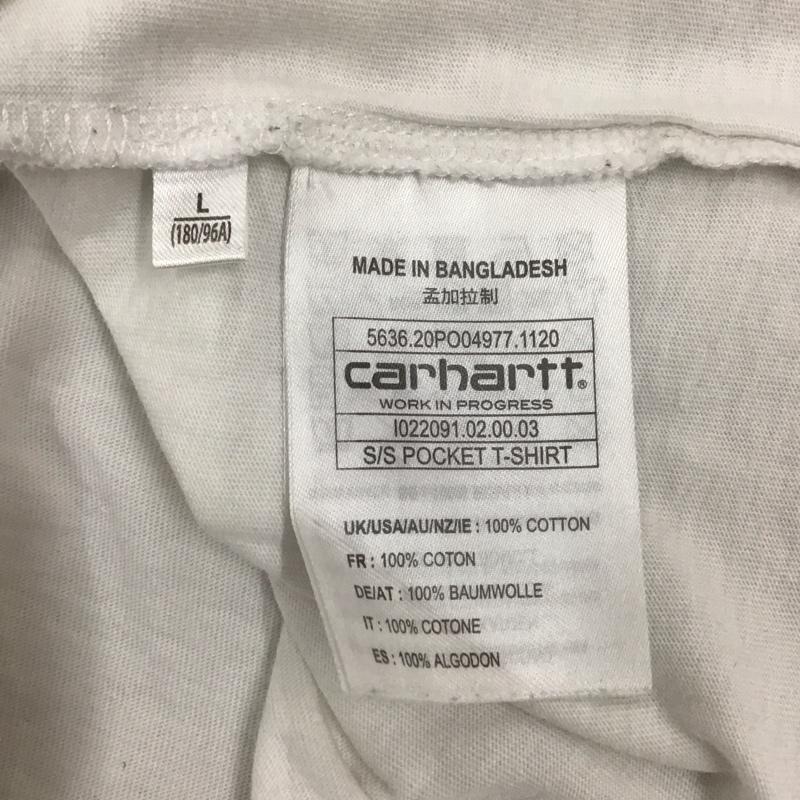 L
(180/96A)
MADE IN BANGLADESH
孟加拉制
5636.20PO04977.1120
carhartt®
WORK IN PROGRESS
I022091.02.00.03
S/S POCKET T-SHIRT
UK/USA/AU/NZ/IE : 100% COTTON
FR : 100% COTON
DE/AT : 100% BAUMWOLLE
IT : 100% COTONE
ES : 100% ALGODON